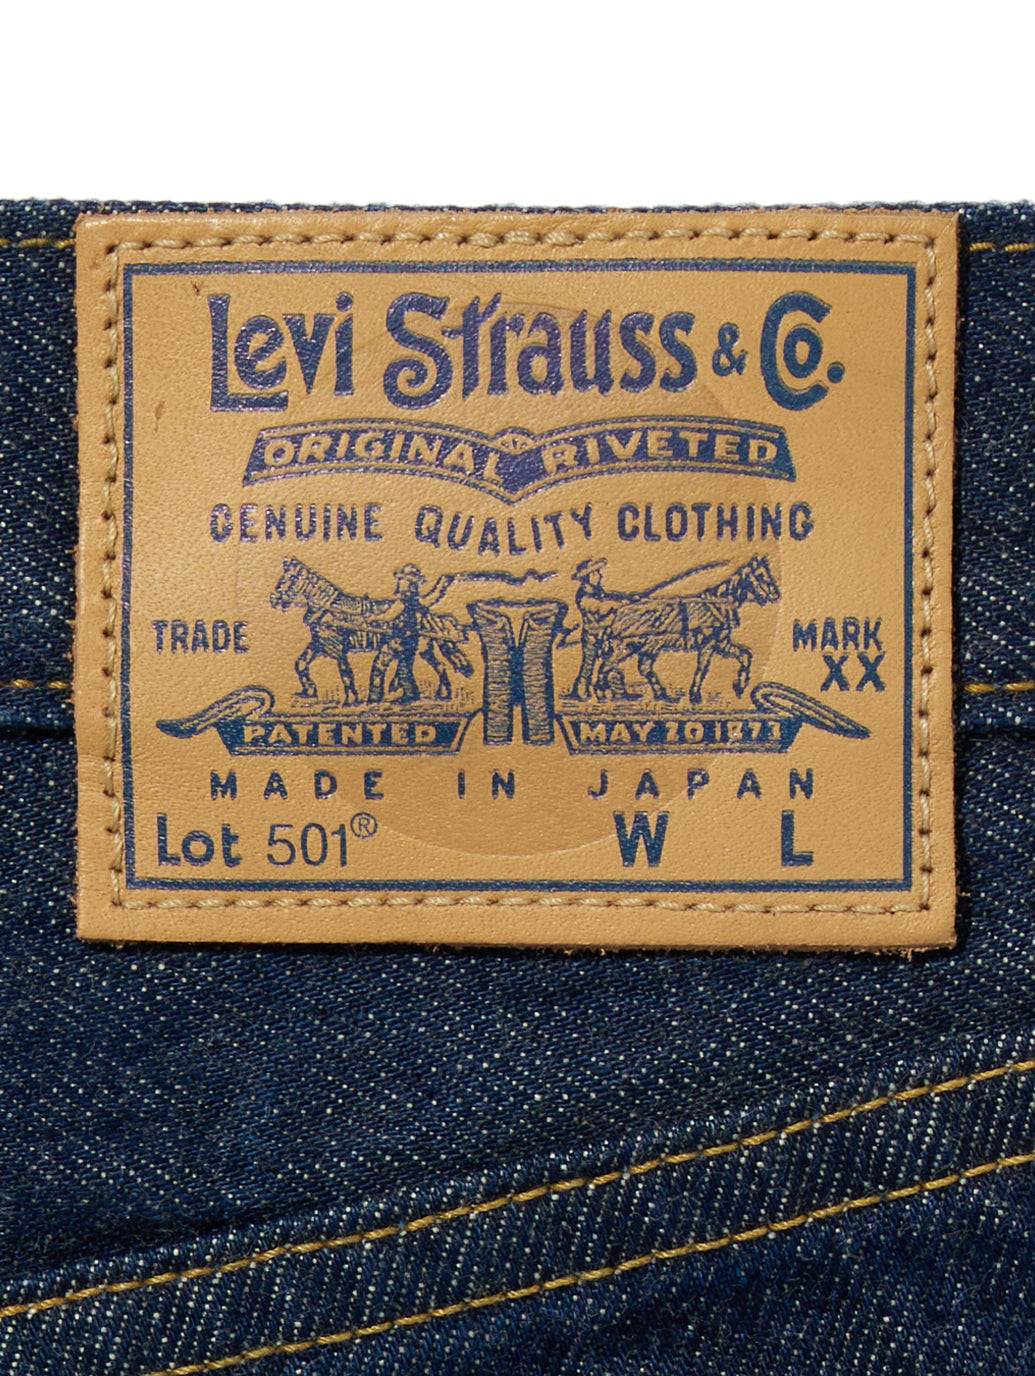 Levi Strauss & Co.
ORIGINAL RIVETED
GENUINE QUALITY CLOTHING
TRADE MARK
XX
PATENTED MAY 20 1873
MADE IN JAPAN
Lot 501® W L